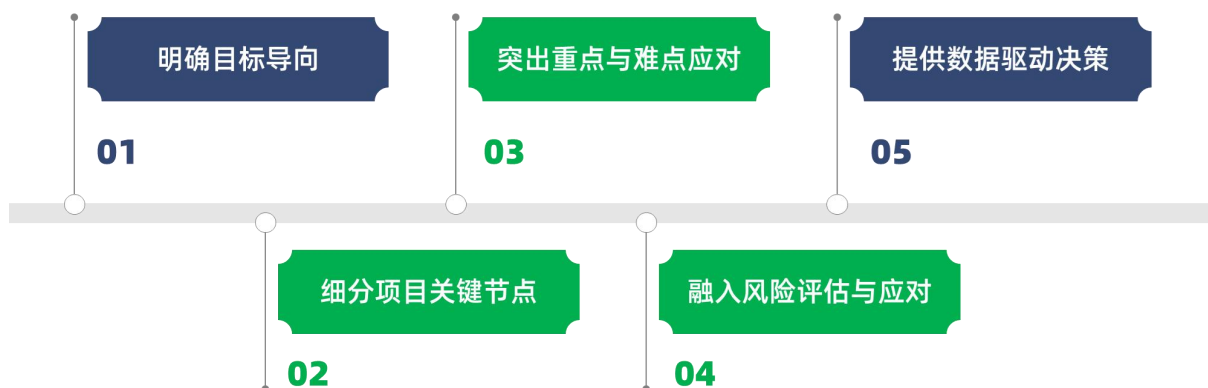 明确目标导向
01
细分项目关键节点
02
突出重点与难点应对
03
融入风险评估与应对
04
提供数据驱动决策
05